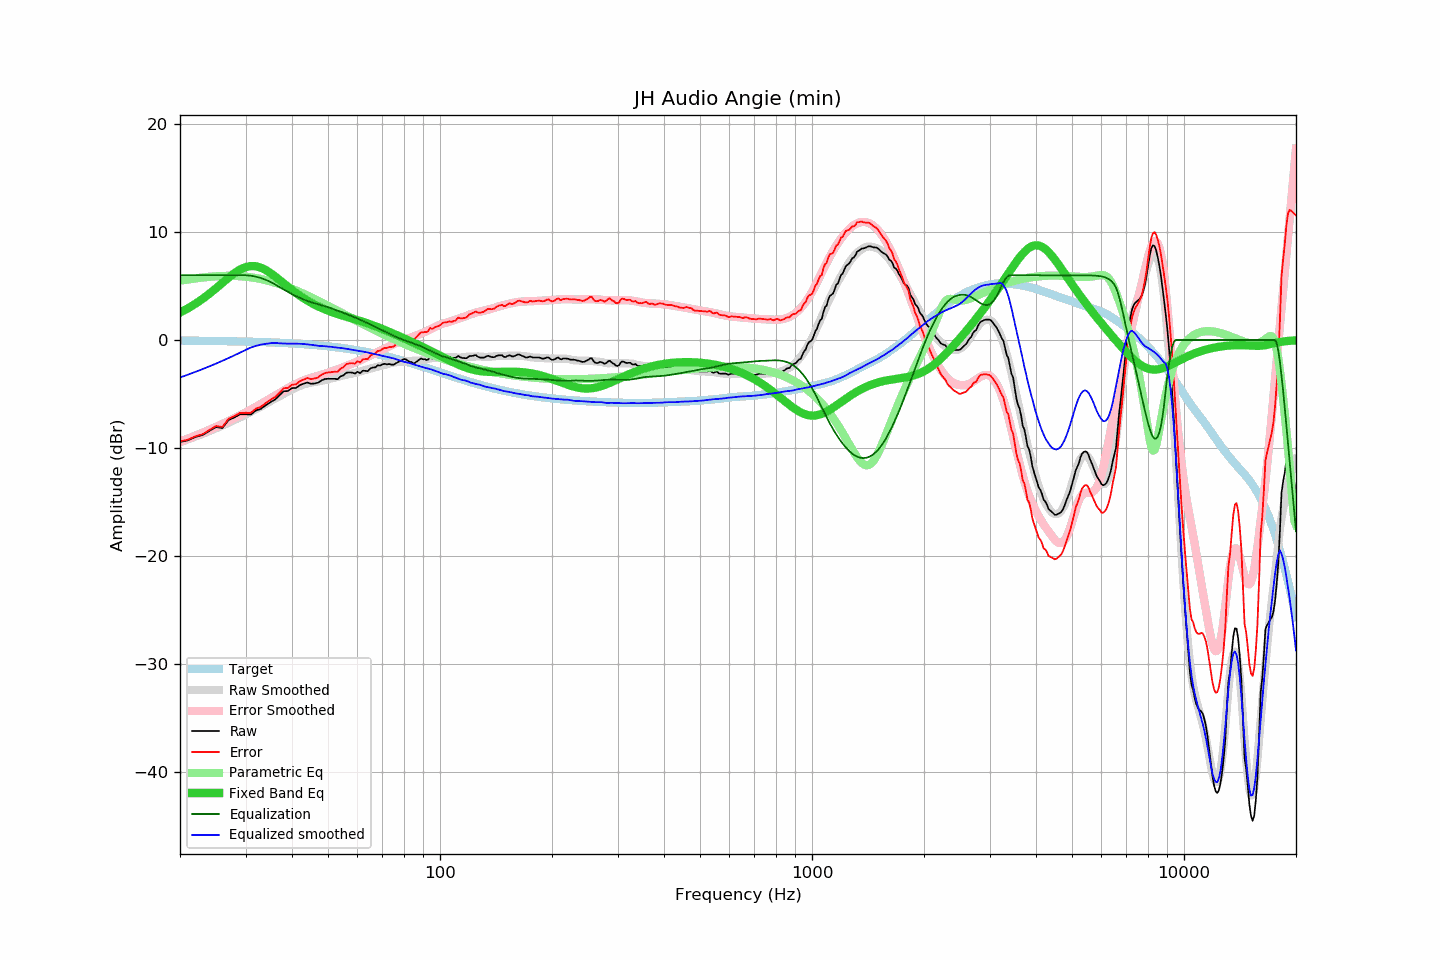 JH Audio Angie (min)
20
10
0
−10
−20
−30
−40
Amplitude (dBr)
Target
Raw Smoothed
Error Smoothed
Raw
Error
Parametric Eq
Fixed Band Eq
Equalization
Equalized smoothed
100
1000
10000
Frequency (Hz)